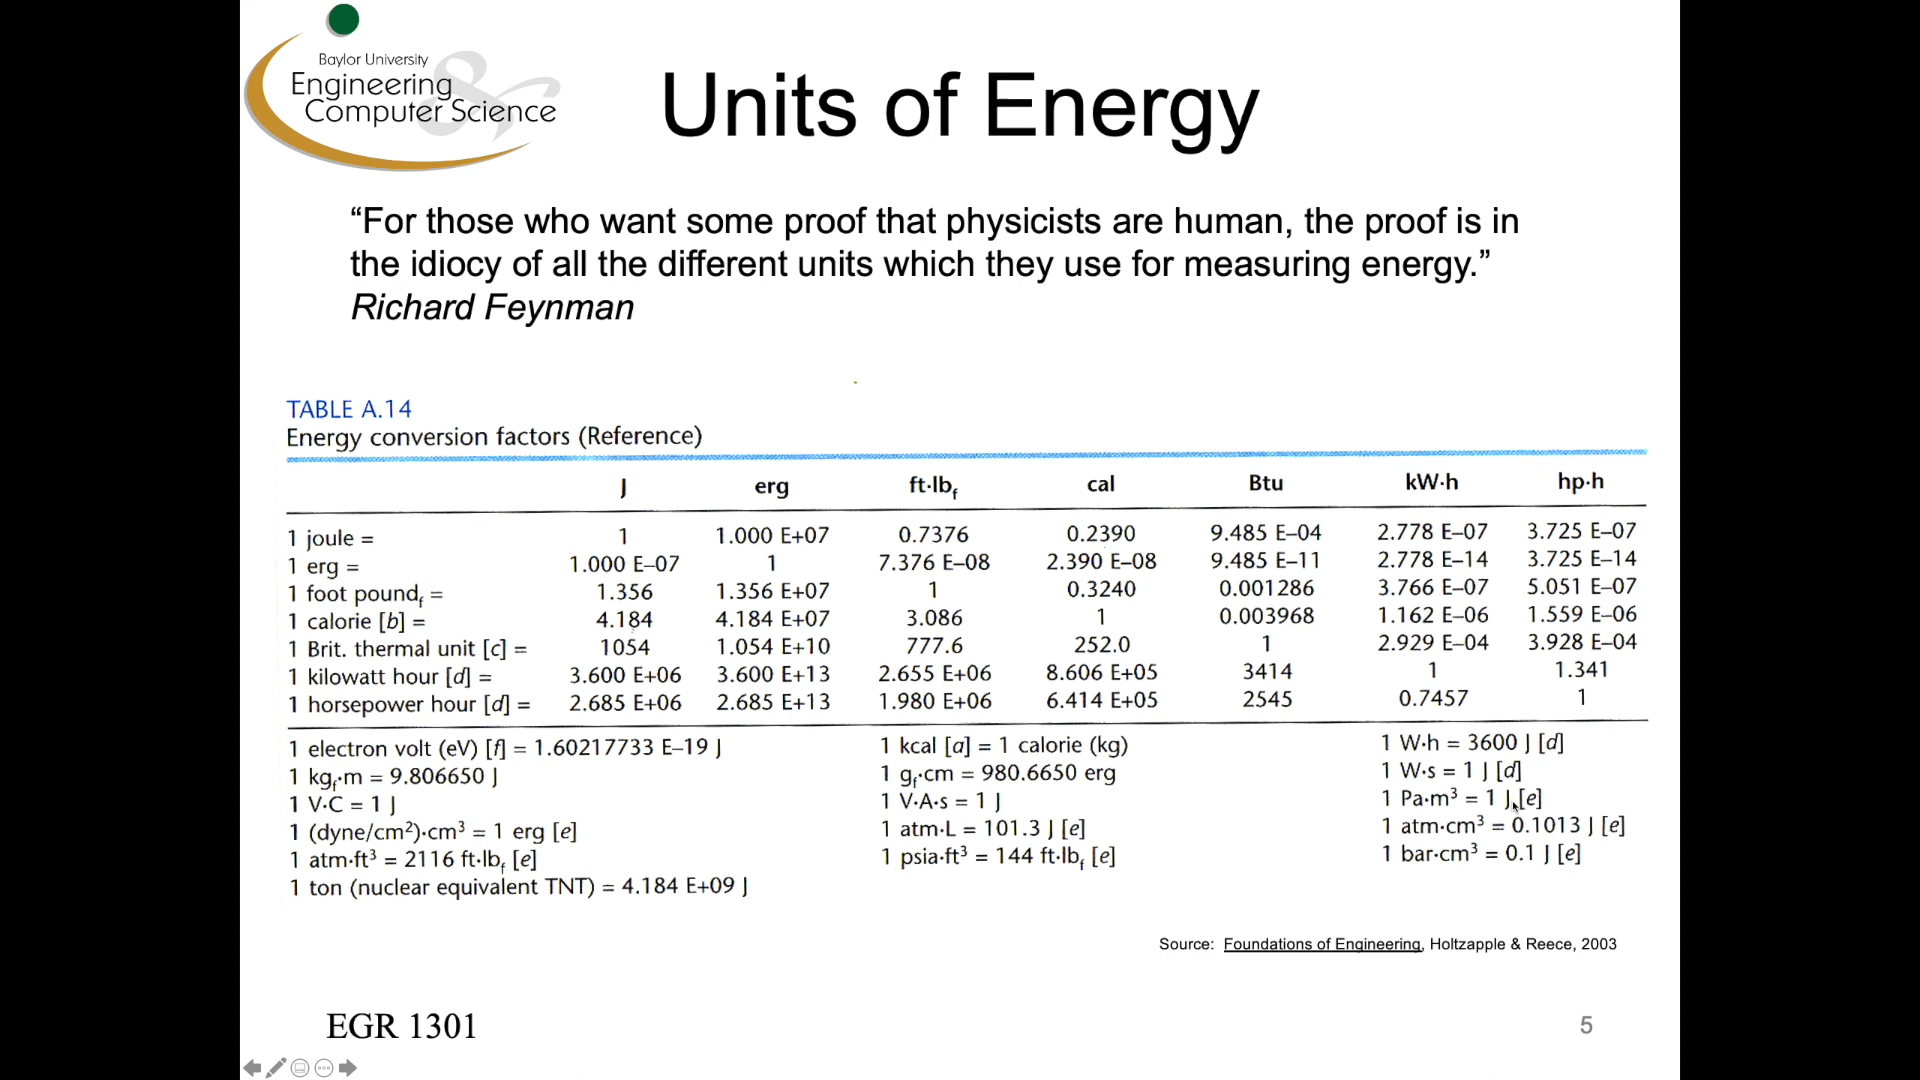 Baylor University
Engineering
Computer Science
&
Units of Energy
“For those who want some proof that physicists are human, the proof is in
the idiocy of all the different units which they use for measuring energy.”
Richard Feynman
TABLE A.14
Energy conversion factors (Reference)
J erg ft·lbf cal Btu kW·h hp·h
1 joule = 1 1.000 E+07 0.7376 0.2390 9.485 E–04 2.778 E–07 3.725 E–07
1 erg = 1.000 E–07 1 7.376 E–08 2.390 E–08 9.485 E–11 2.778 E–14 3.725 E–14
1 foot poundf = 1.356 1.356 E+07 1 0.3240 0.001286 3.766 E–07 5.051 E–07
1 calorie [b] = 4.184 4.184 E+07 3.086 1 0.003968 1.162 E–06 1.559 E–06
1 Brit. thermal unit [c] = 1054 1.054 E+10 777.6 252.0 1 2.929 E–04 3.928 E–04
1 kilowatt hour [d] = 3.600 E+06 3.600 E+13 2.655 E+06 8.606 E+05 3414 1 1.341
1 horsepower hour [d] = 2.685 E+06 2.685 E+13 1.980 E+06 6.414 E+05 2545 0.7457 1
1 electron volt (eV) [f] = 1.60217733 E–19 J 1 kcal [a] = 1 calorie (kg) 1 W·h = 3600 J [d]
1 kgf·m = 9.806650 J 1 gf·cm = 980.6650 erg 1 W·s = 1 J [d]
1 V·C = 1 J 1 V·A·s = 1 J 1 Pa·m³ = 1 J [e]
1 (dyne/cm²)·cm³ = 1 erg [e] 1 atm·L = 101.3 J [e] 1 atm·cm³ = 0.1013 J [e]
1 atm·ft³ = 2116 ft·lbf [e] 1 psia·ft³ = 144 ft·lbf [e] 1 bar·cm³ = 0.1 J [e]
1 ton (nuclear equivalent TNT) = 4.184 E+09 J
Source: Foundations of Engineering, Holtzapple & Reece, 2003
EGR 1301
5